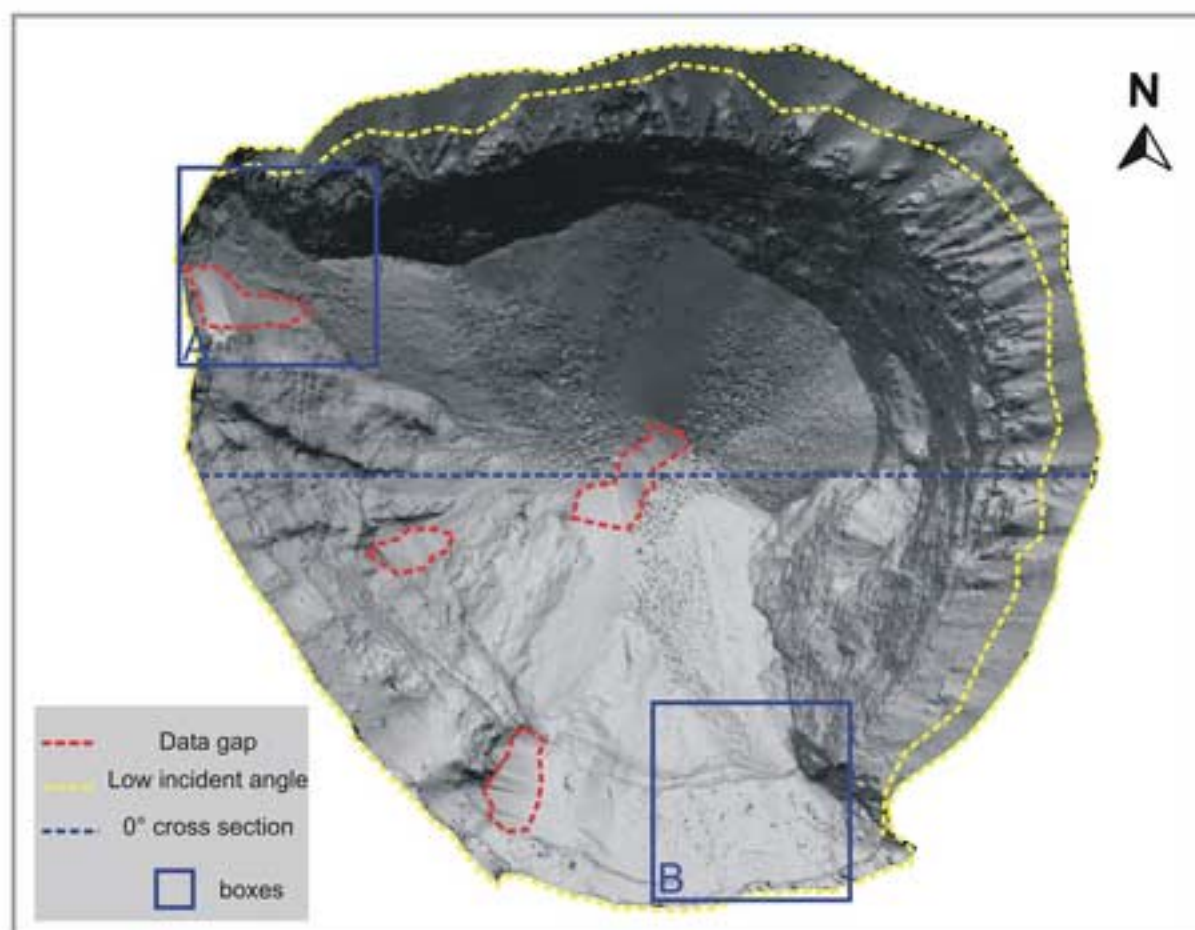 N
A
B
Data gap
Low incident angle
0° cross section
boxes